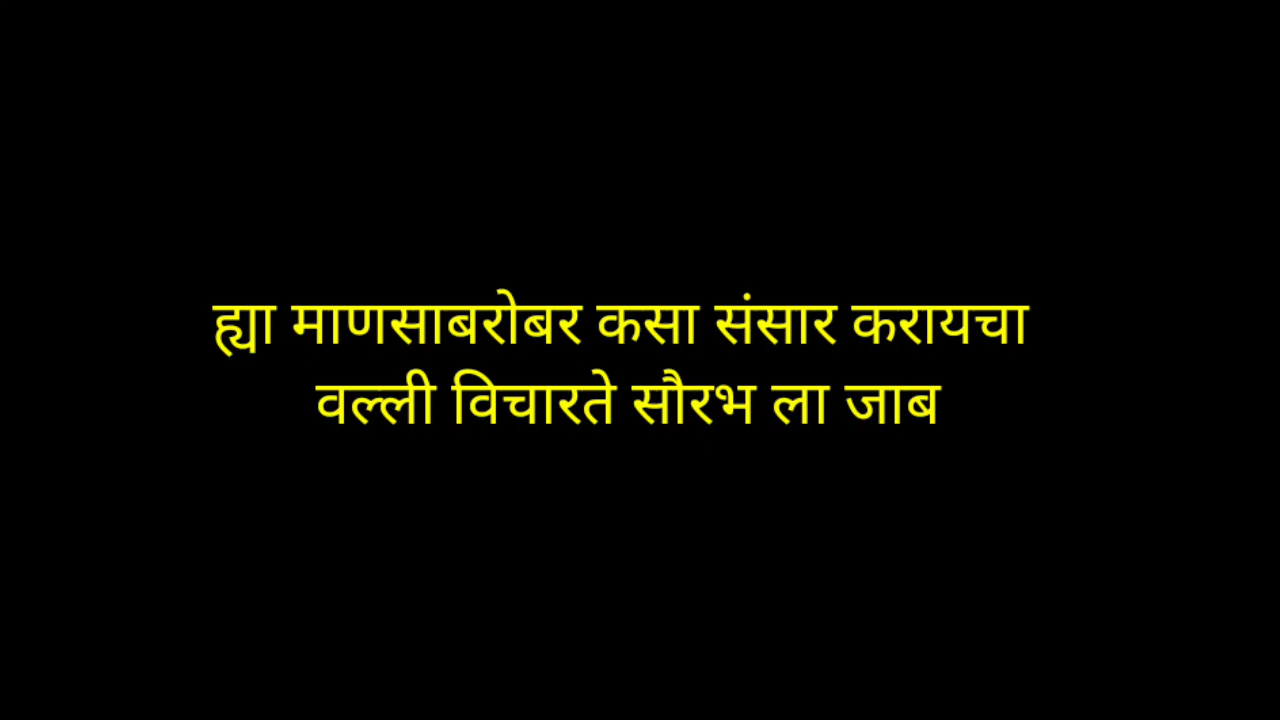 ह्या माणसाबरोबर कसा संसार करायचा
वल्ली विचारते सौरभ ला जाब